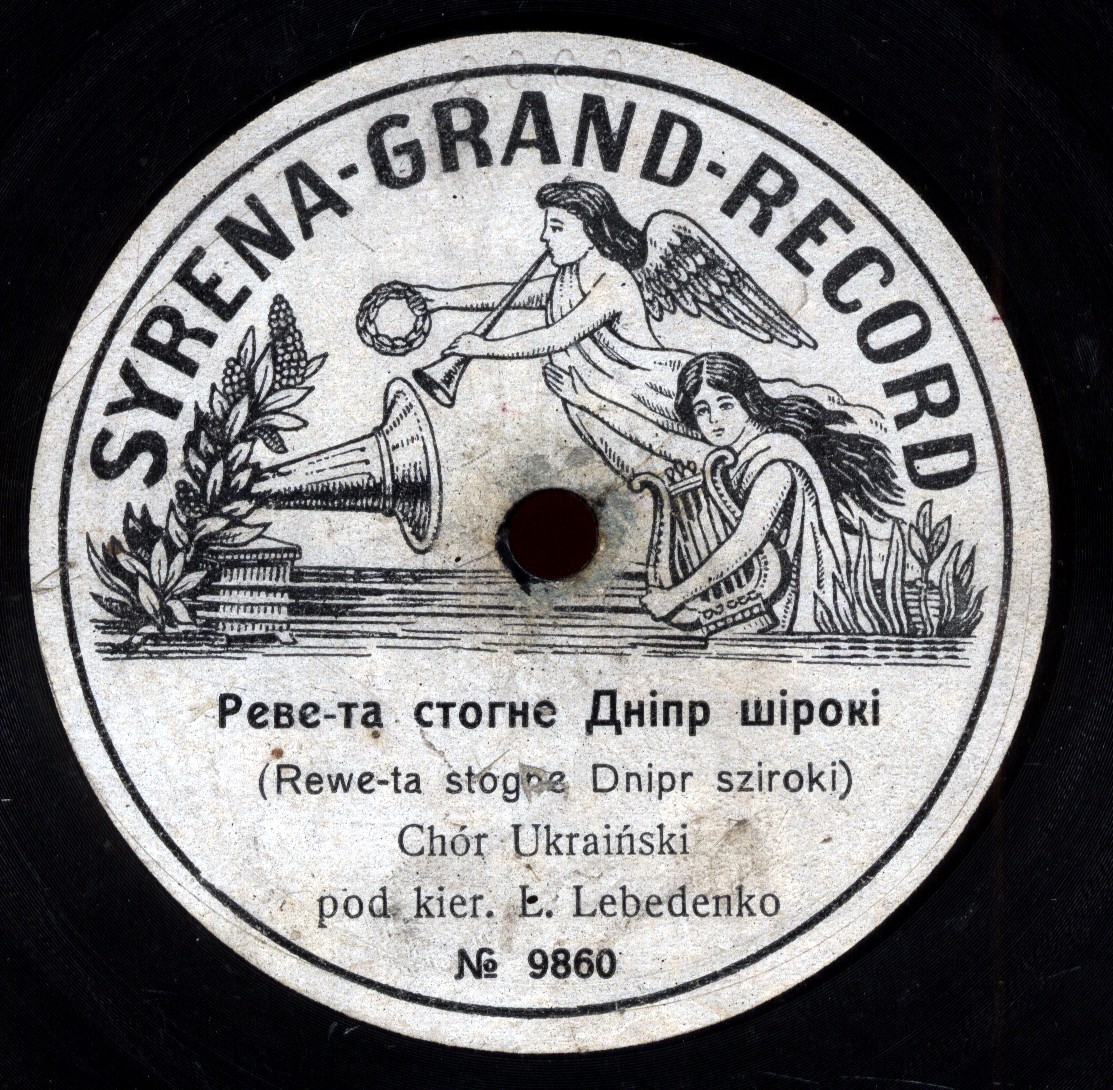 SYRENA-GRAND-RECORD
Реве-та стогне Дніпр шірокі
(Rewe-ta stogne Dnipr sziroki)
Chór Ukraiński
pod kier. Ł. Lebedenko
№ 9860